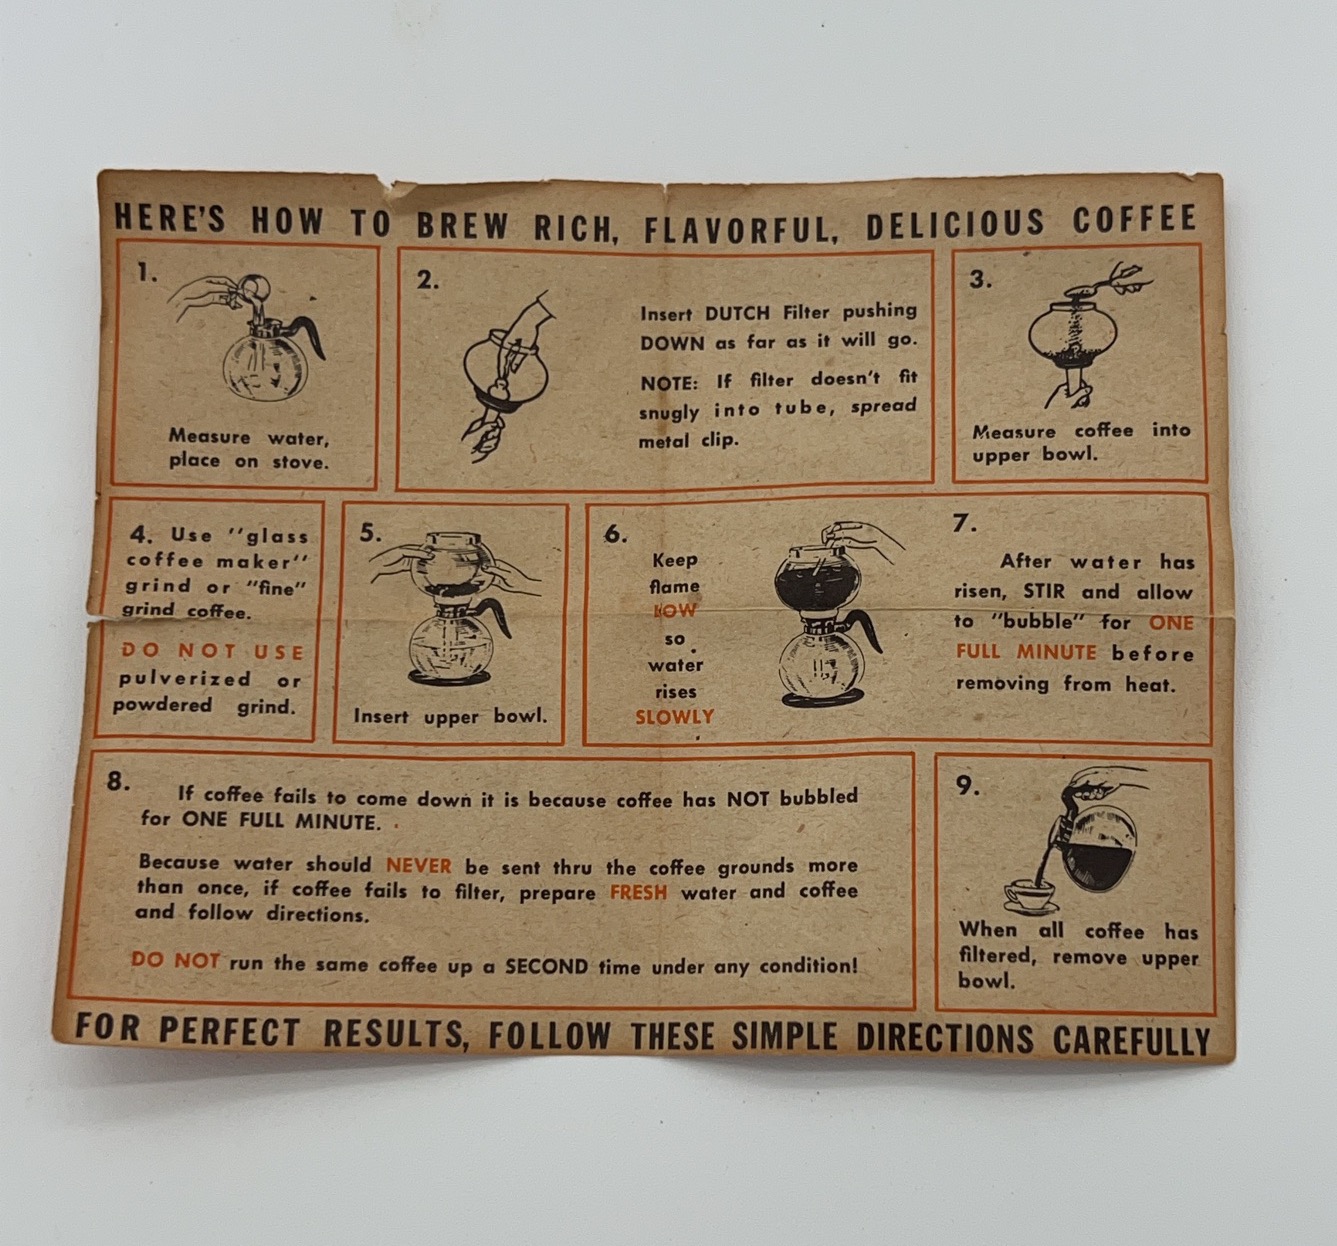 HERE'S HOW TO BREW RICH, FLAVORFUL, DELICIOUS COFFEE
1.
Measure water,
place on stove.
2.
Insert DUTCH Filter pushing
DOWN as far as it will go.
NOTE: If filter doesn't fit
snugly into tube, spread
metal clip.
3.
Measure coffee into
upper bowl.
4. Use "glass
coffee maker"
grind or "fine"
grind coffee.
DO NOT USE
pulverized or
powdered grind.
5.
Insert upper bowl.
6.
Keep
flame
LOW
so
water
rises
SLOWLY
7.
After water has
risen, STIR and allow
to "bubble" for ONE
FULL MINUTE before
removing from heat.
8.
If coffee fails to come down it is because coffee has NOT bubbled
for ONE FULL MINUTE.
Because water should NEVER be sent thru the coffee grounds more
than once, if coffee fails to filter, prepare FRESH water and coffee
and follow directions.
DO NOT run the same coffee up a SECOND time under any condition!
9.
When all coffee has
filtered, remove upper
bowl.
FOR PERFECT RESULTS, FOLLOW THESE SIMPLE DIRECTIONS CAREFULLY